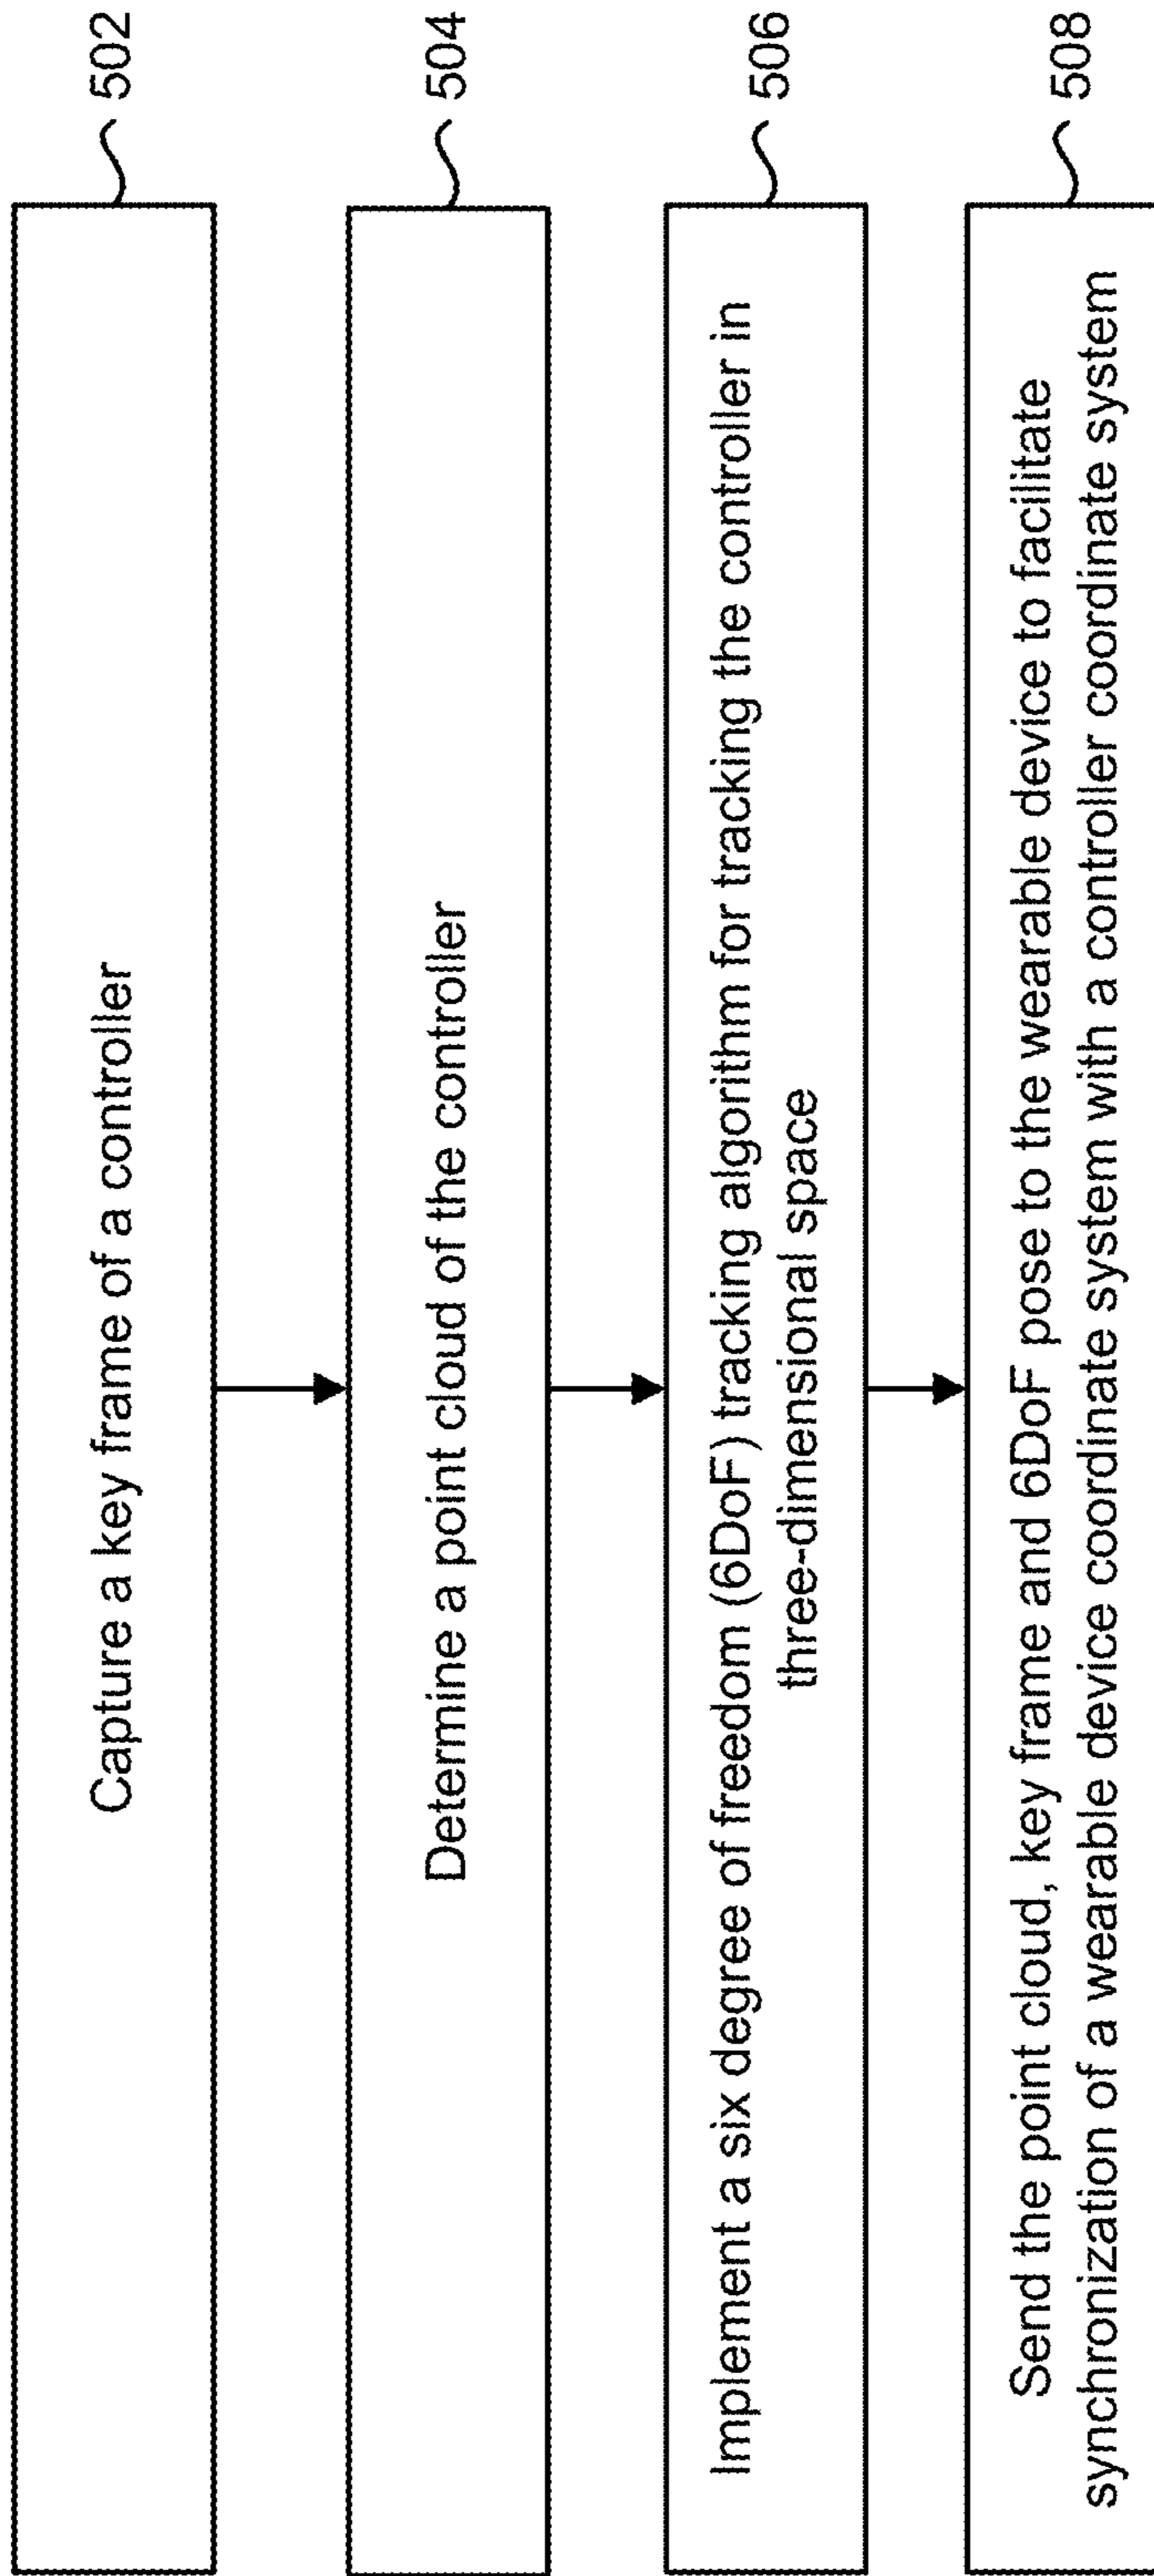 Capture a key frame of a controller
502
Determine a point cloud of the controller
504
Implement a six degree of freedom (6DoF) tracking algorithm for tracking the controller in
three-dimensional space
506
Send the point cloud, key frame and 6DoF pose to the wearable device to facilitate
synchronization of a wearable device coordinate system with a controller coordinate system
508